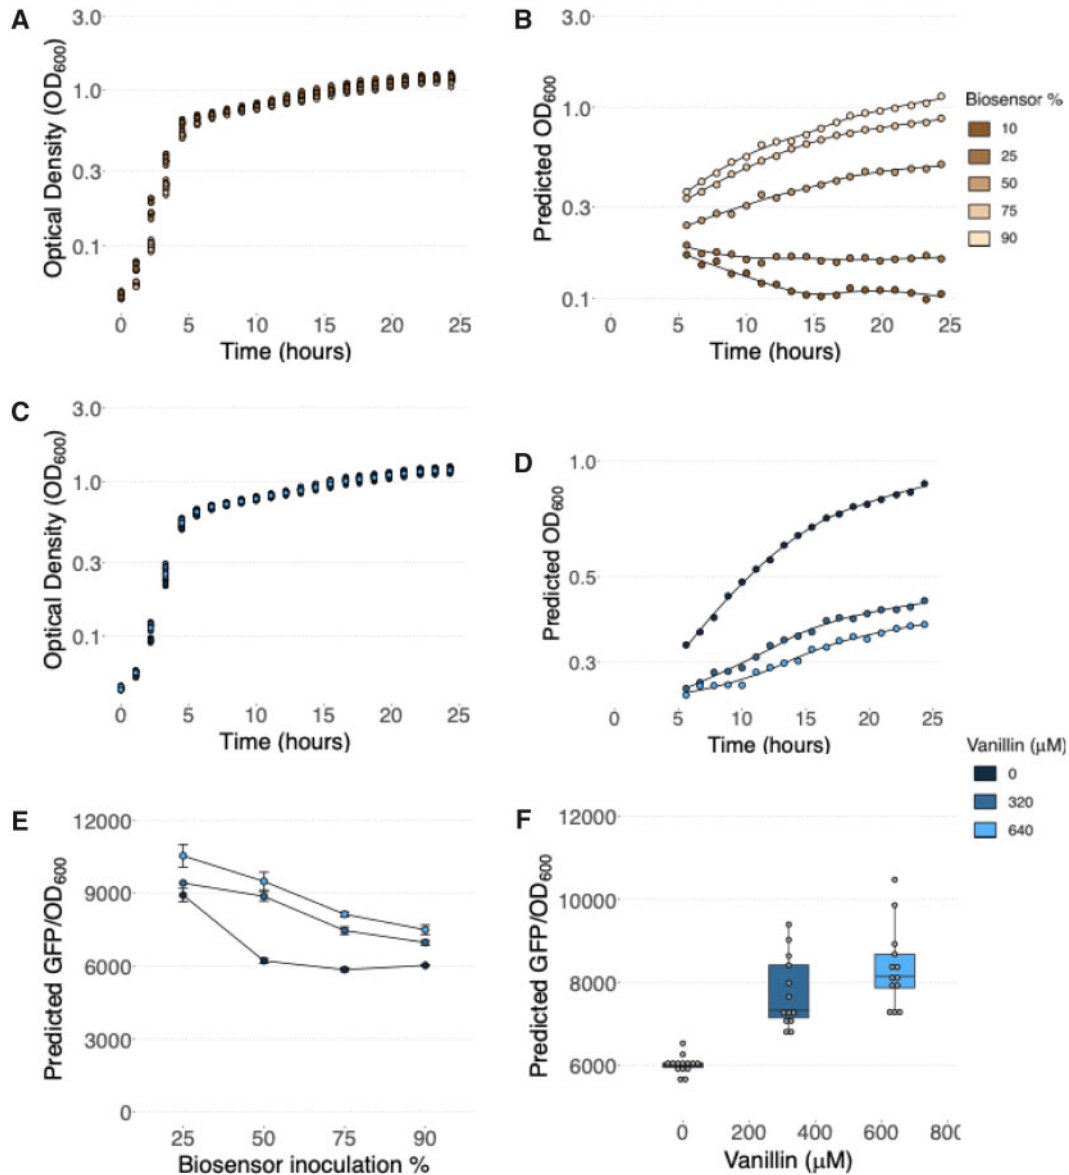 A
Optical Density (OD600)
3.0
1.0
0.3
0.1
0 5 10 15 20 25
Time (hours)
B
Predicted OD600
3.0
1.0
0.3
0.1
0 5 10 15 20 25
Time (hours)
Biosensor %
10
25
50
75
90
C
Optical Density (OD600)
3.0
1.0
0.3
0.1
0 5 10 15 20 25
Time (hours)
D
Predicted OD600
1.0
0.5
0.3
0 5 10 15 20 25
Time (hours)
Vanillin (μM)
0
320
640
E
Predicted GFP/OD600
12000
9000
6000
3000
0
25 50 75 90
Biosensor inoculation %
F
Predicted GFP/OD600
12000
10000
8000
6000
0 200 400 600 800
Vanillin (μM)